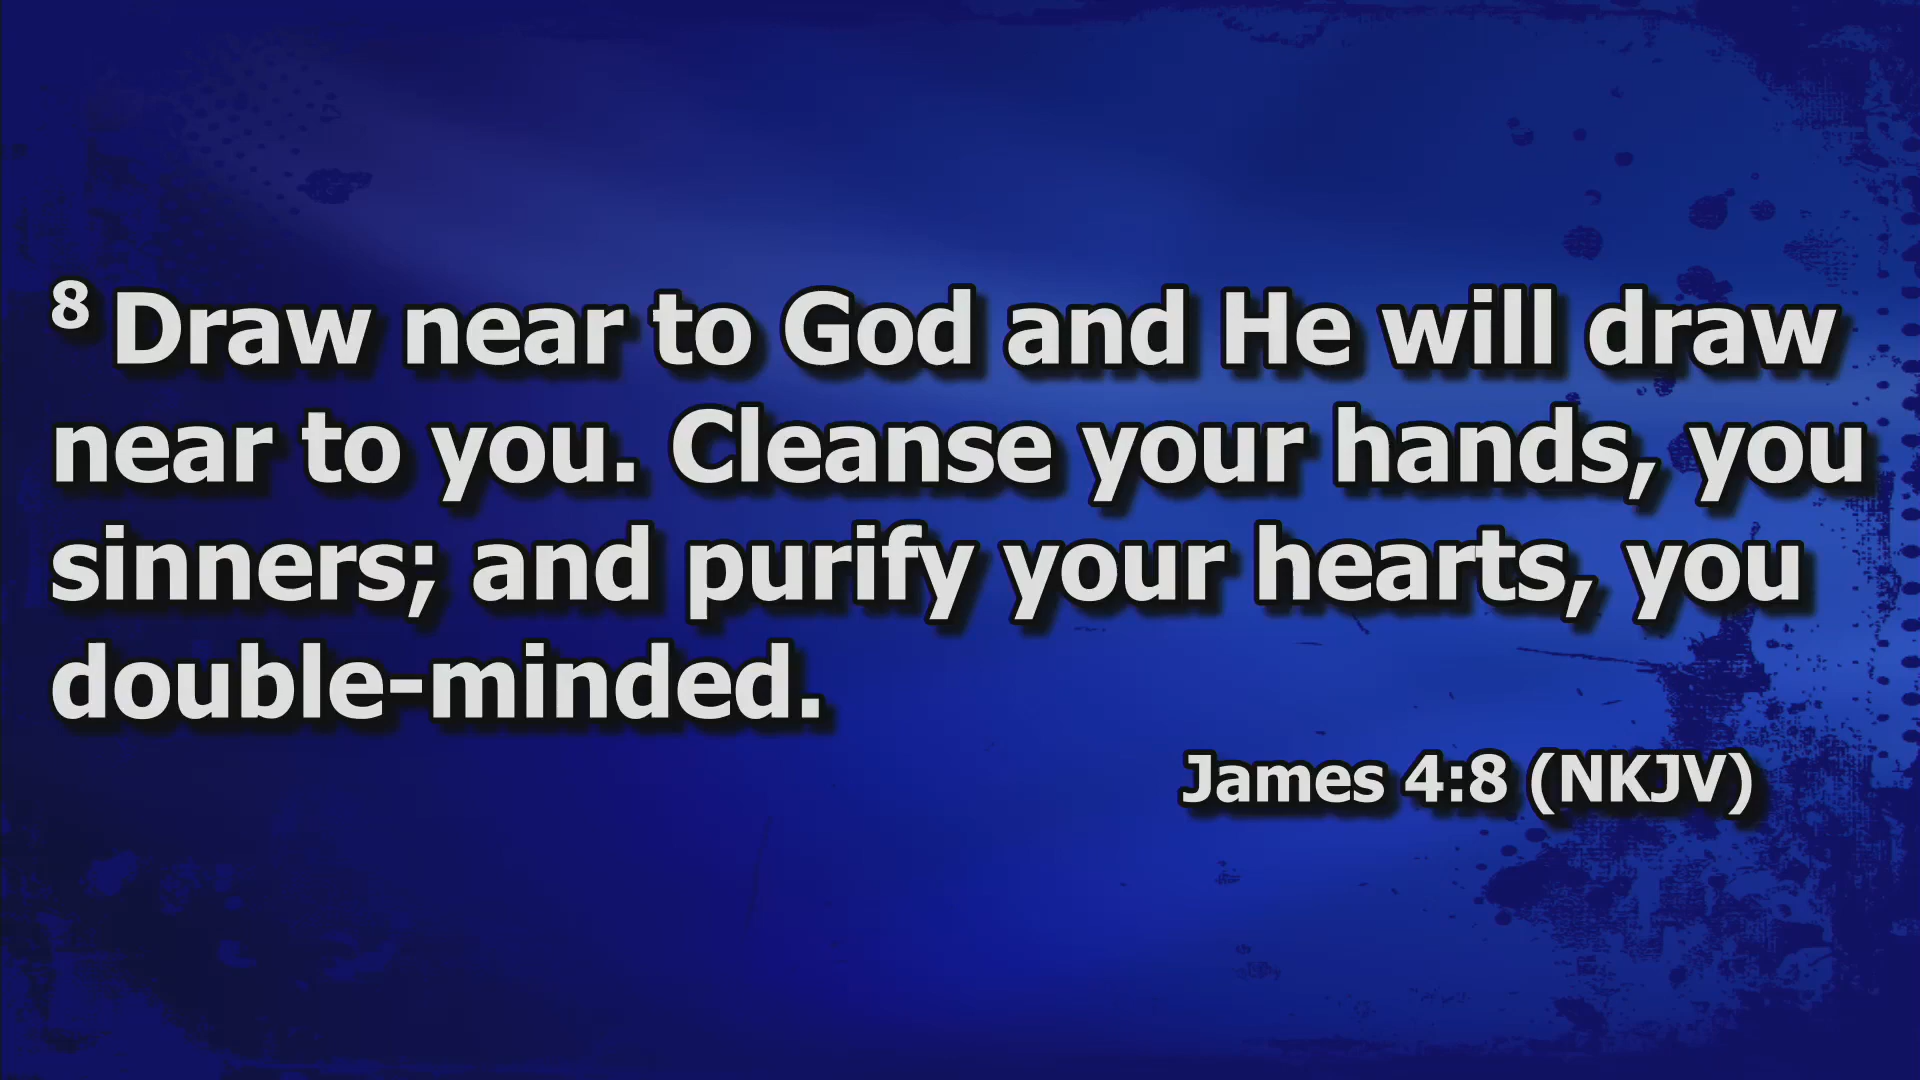 8 Draw near to God and He will draw
near to you. Cleanse your hands, you
sinners; and purify your hearts, you
double-minded.
James 4:8 (NKJV)